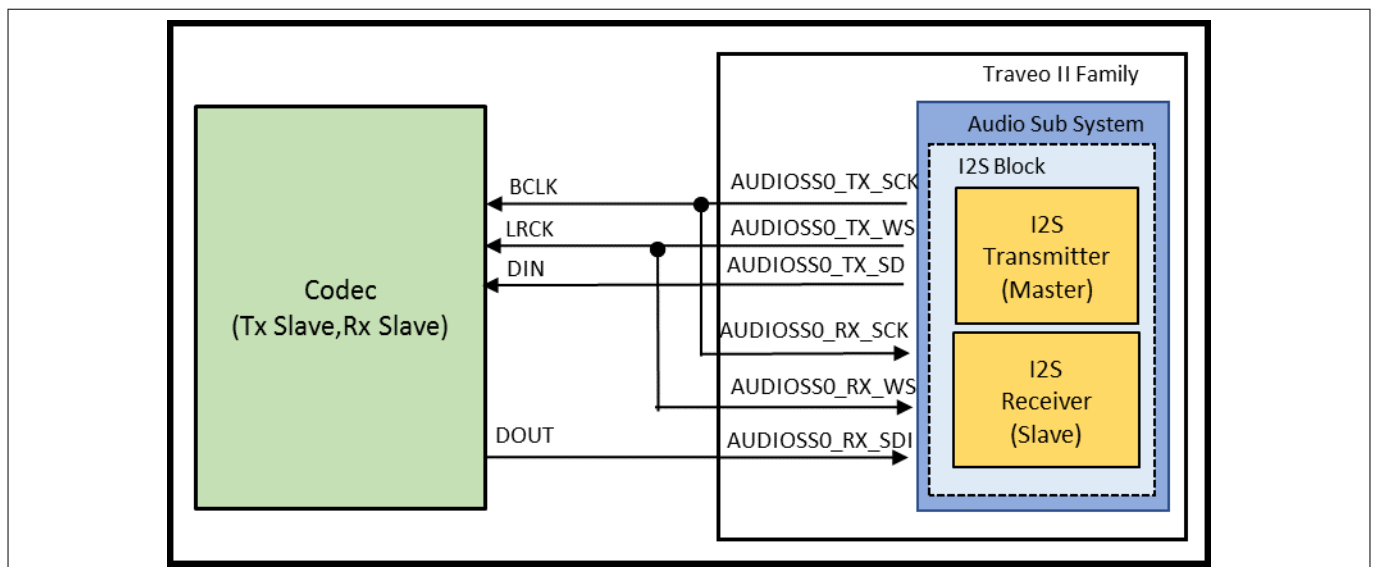 Traveo II Family
Audio Sub System
I2S Block
BCLK
AUDIOSS0_TX_SCK
LRCK
AUDIOSS0_TX_WS
DIN
AUDIOSS0_TX_SD
I2S
Transmitter
(Master)
Codec
(Tx Slave,Rx Slave)
AUDIOSS0_RX_SCK
AUDIOSS0_RX_WS
I2S
Receiver
(Slave)
DOUT
AUDIOSS0_RX_SDI